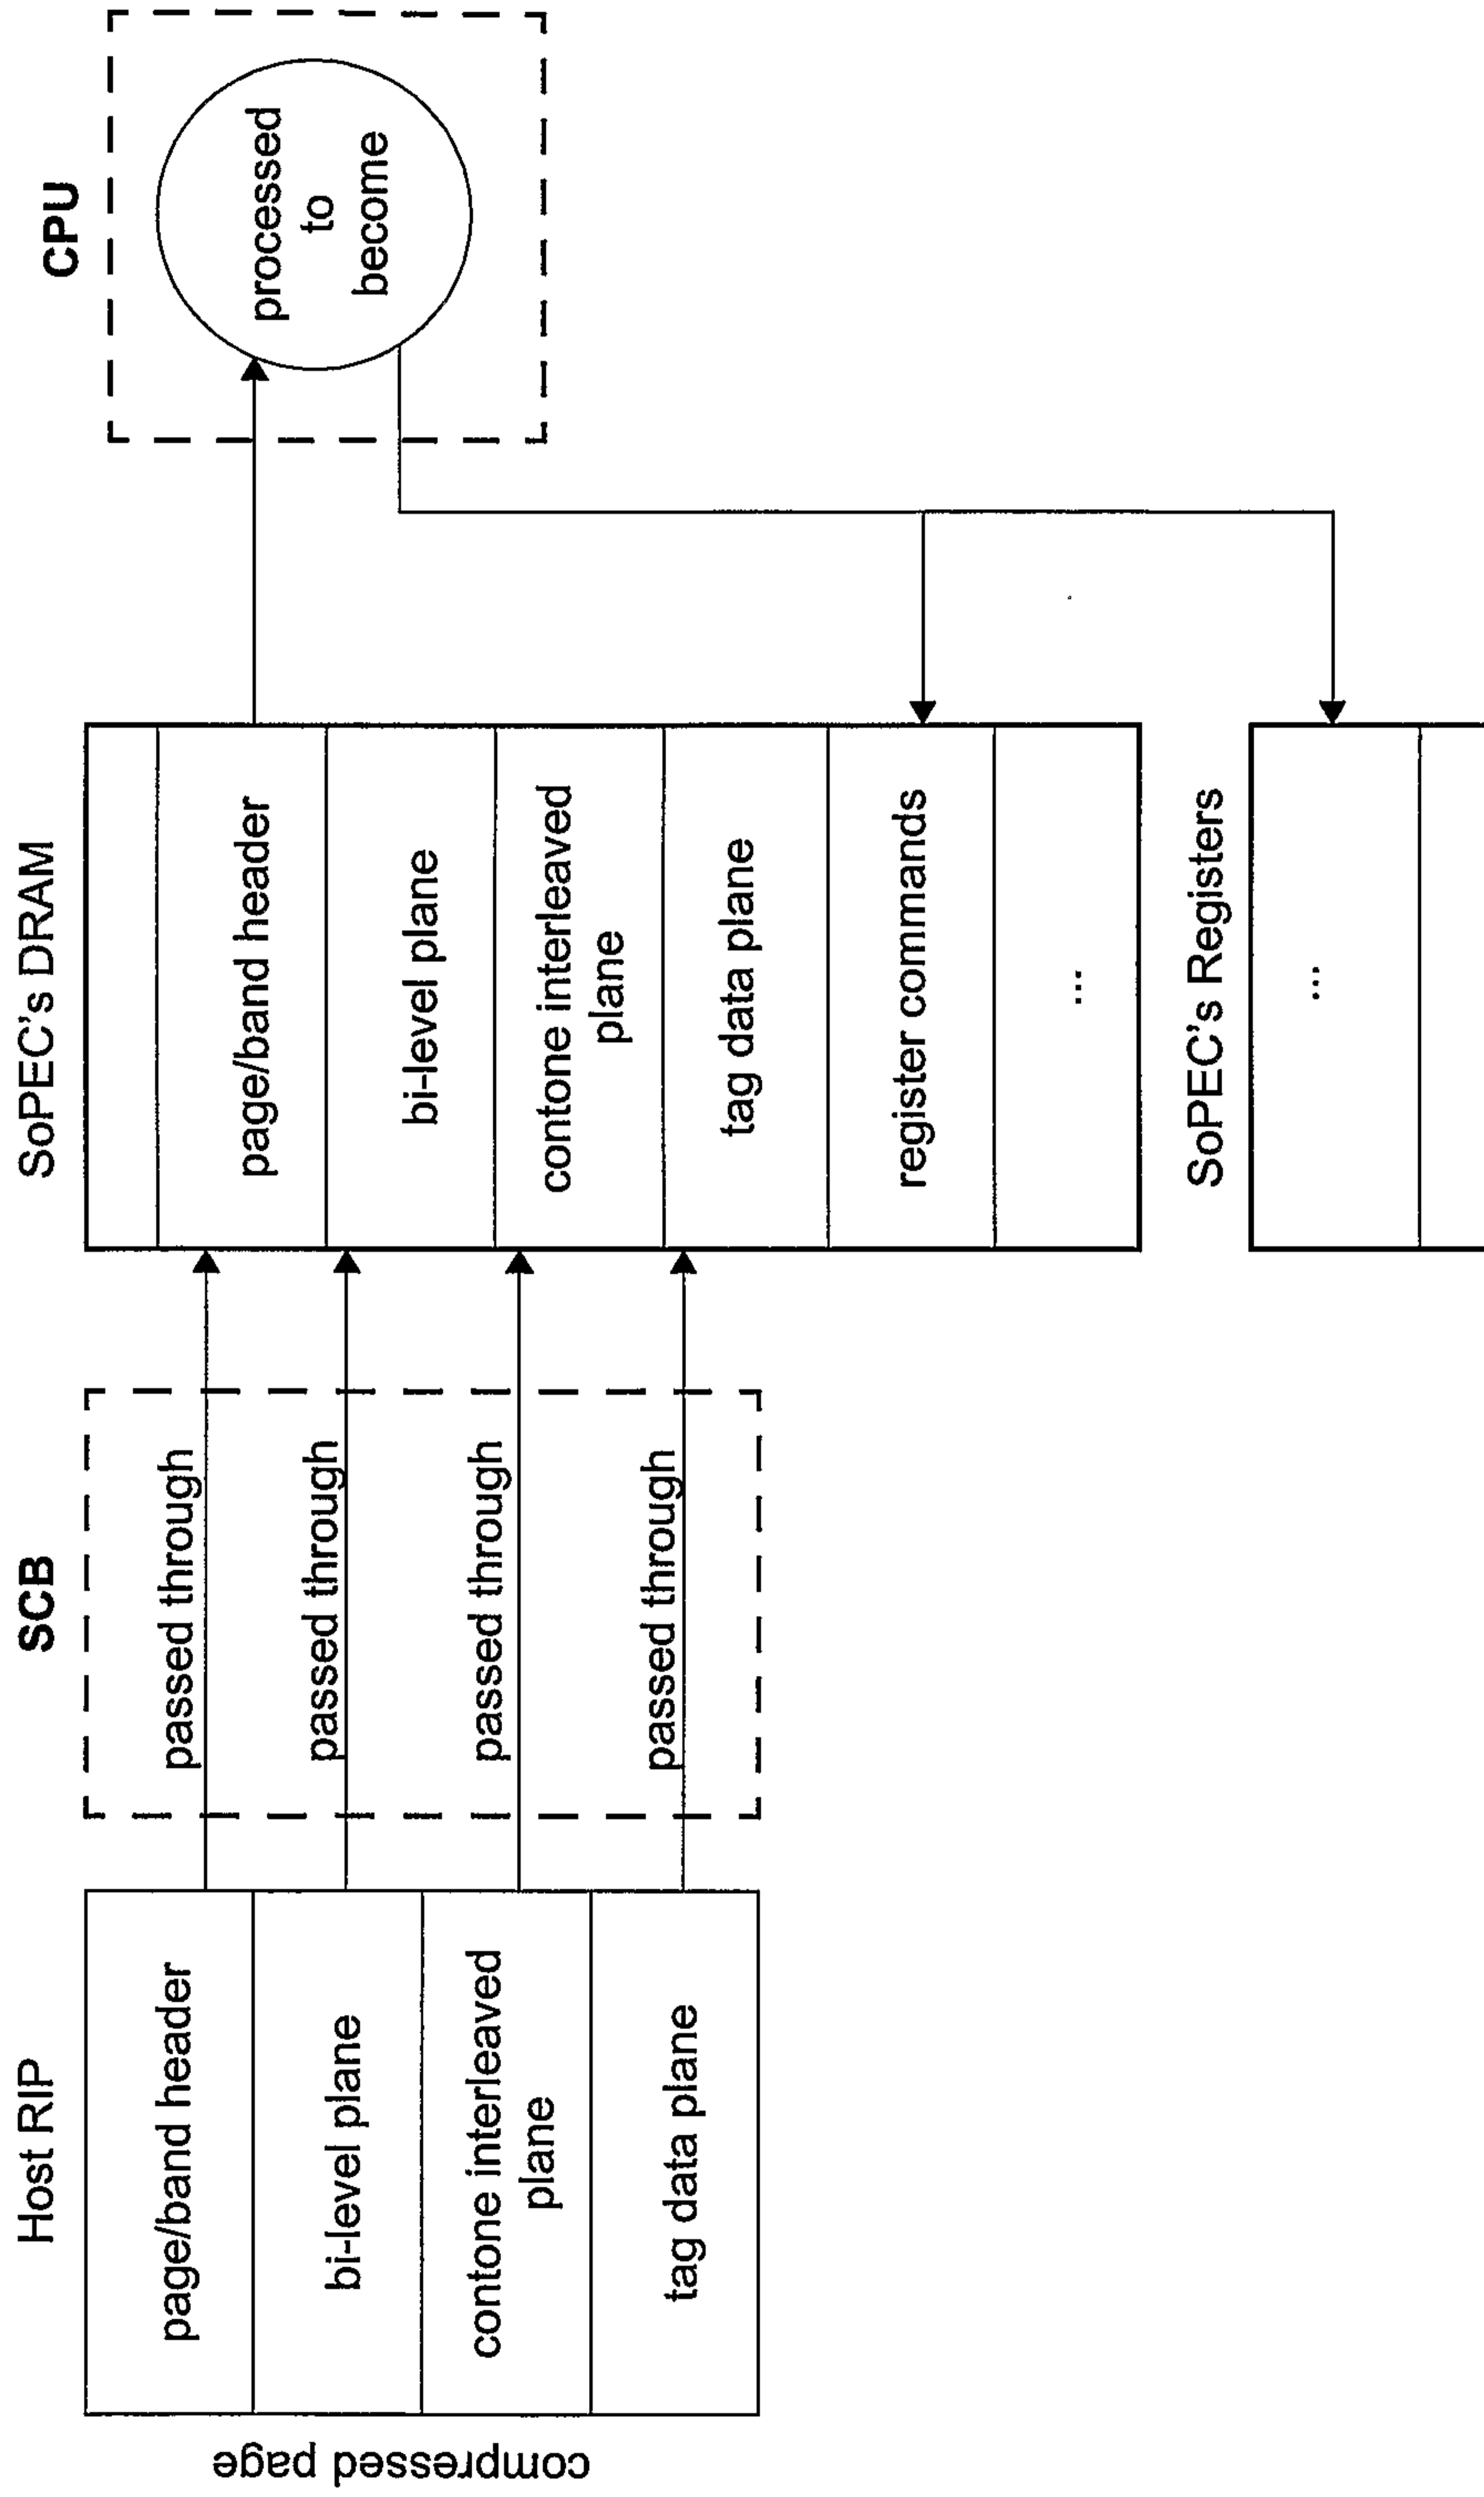 compressed page
Host RIP
page/band header
bi-level plane
contone interleaved
plane
tag data plane
SCB
passed through
passed through
passed through
passed through
SoPEC's DRAM
page/band header
bi-level plane
contone interleaved
plane
tag data plane
register commands
...
SoPEC's Registers
...
CPU
processed
to
become